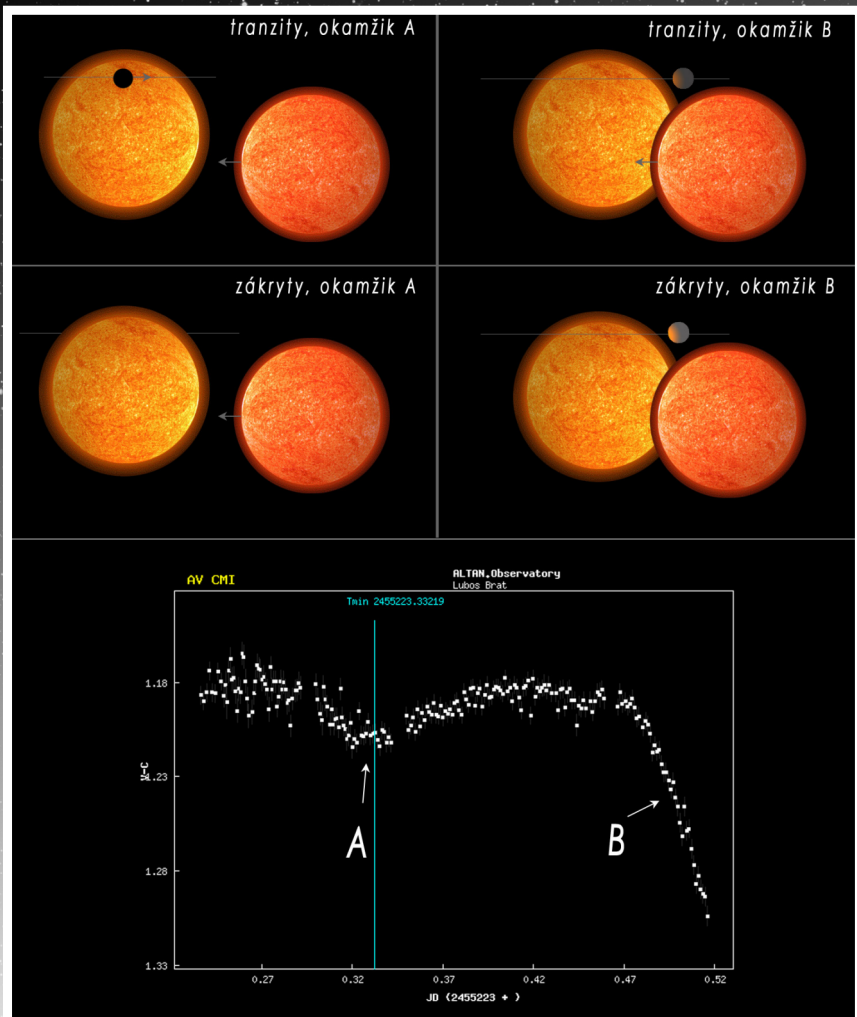 tranzity, okamžik A
tranzity, okamžik B
zákryty, okamžik A
zákryty, okamžik B
AV CMI
ALTAN.Observatory
Lubos Brat
Tmin 2455223.33219
1.18
V-C
1.23
A
B
1.28
1.33
0.27
0.32
0.37
0.42
0.47
0.52
JD (2455223 + )